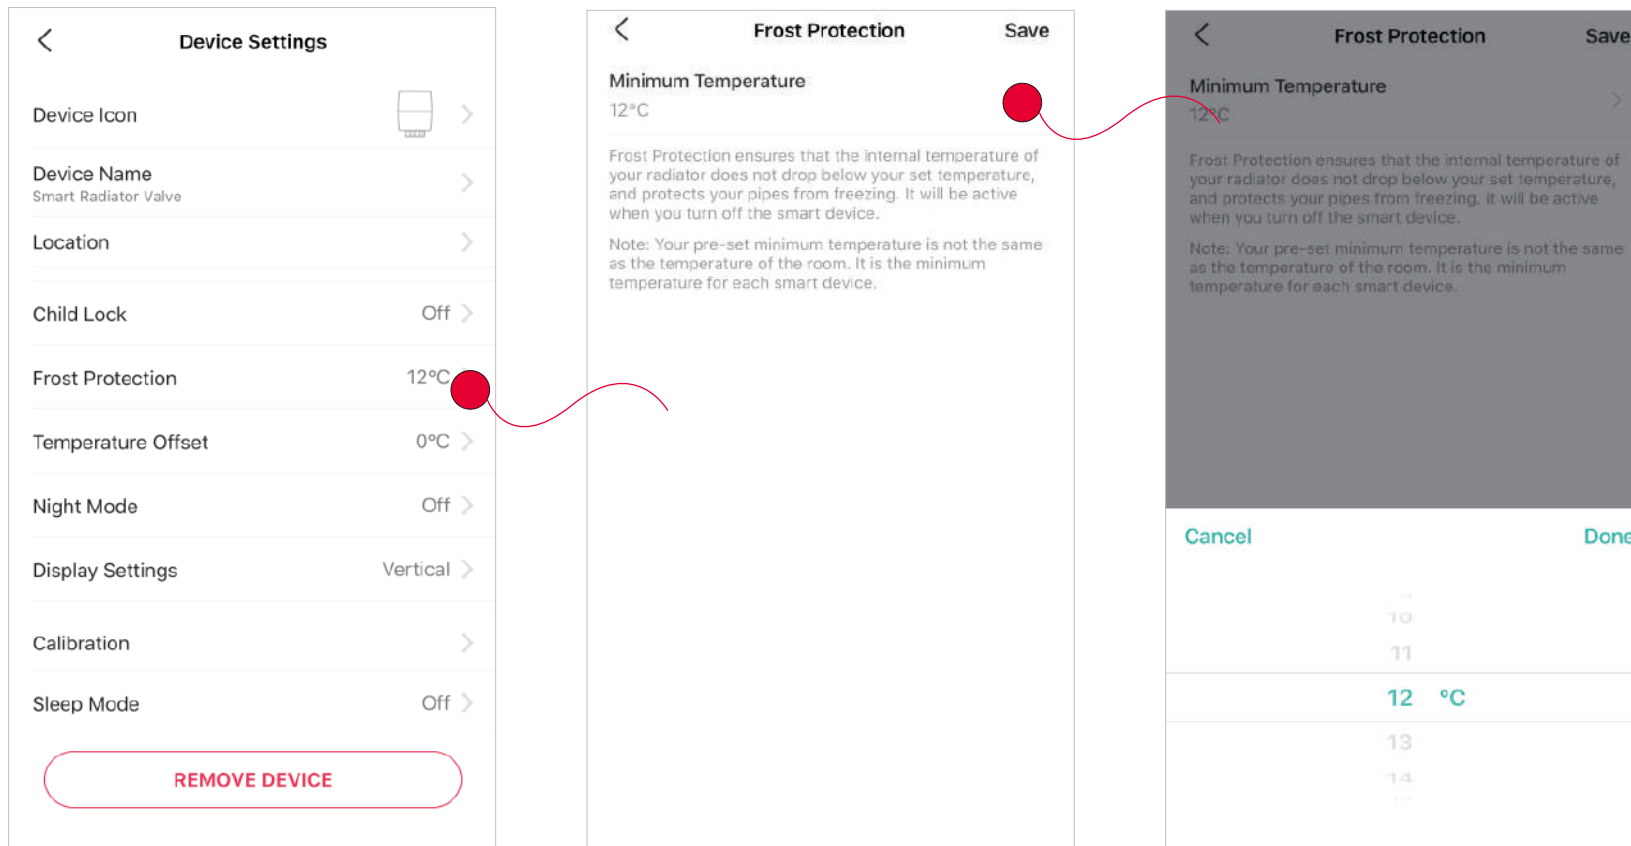 Device Settings
Device Icon
Device Name
Smart Radiator Valve
Location
Child Lock Off
Frost Protection 12°C
Temperature Offset 0°C
Night Mode Off
Display Settings Vertical
Calibration
Sleep Mode Off
REMOVE DEVICE
Frost Protection Save
Minimum Temperature
12°C
Frost Protection ensures that the internal temperature of
your radiator does not drop below your set temperature,
and protects your pipes from freezing. It will be active
when you turn off the smart device.
Note: Your pre-set minimum temperature is not the same
as the temperature of the room. It is the minimum
temperature for each smart device.
Frost Protection Save
Minimum Temperature
12°C
Frost Protection ensures that the internal temperature of
your radiator does not drop below your set temperature,
and protects your pipes from freezing. It will be active
when you turn off the smart device.
Note: Your pre-set minimum temperature is not the same
as the temperature of the room. It is the minimum
temperature for each smart device.
Cancel Done
10
11
12 °C
13
14